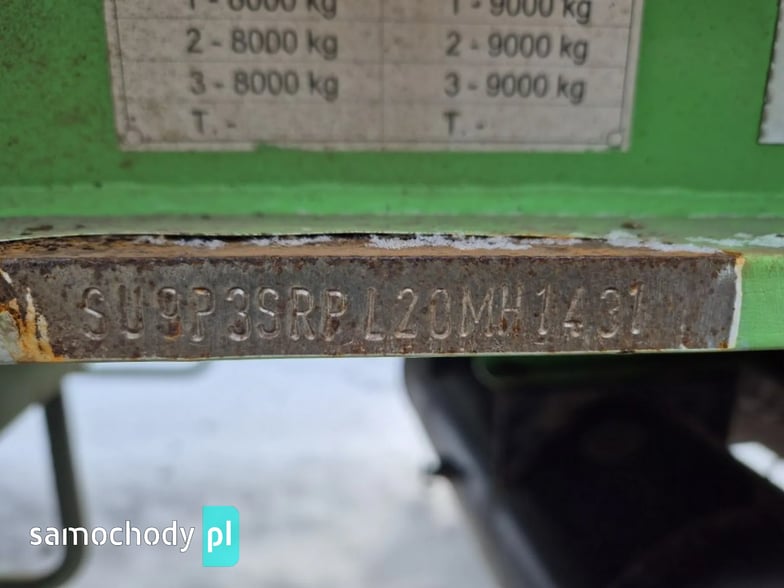 1 - 8000 kg 1 - 9000 kg
2 - 8000 kg 2 - 9000 kg
3 - 8000 kg 3 - 9000 kg
T. - T. -
SU9P3SRPL20MH1431
samochody pl